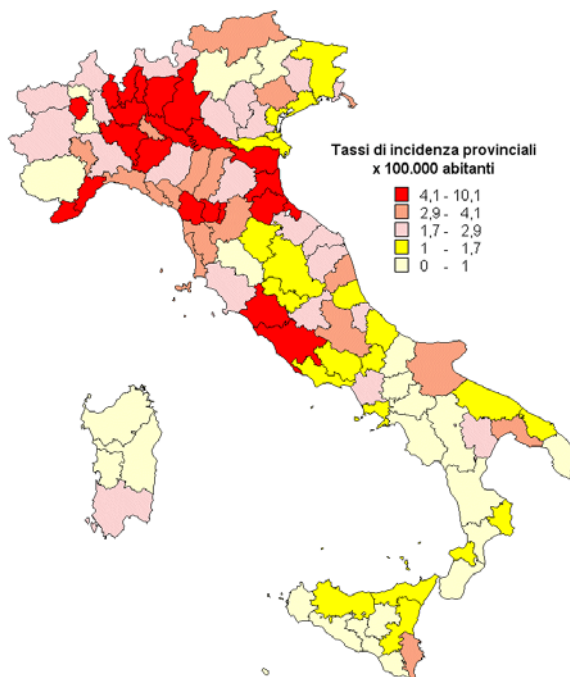 Tassi di incidenza provinciali
x 100.000 abitanti
4,1 - 10,1
2,9 - 4,1
1,7 - 2,9
1 - 1,7
0 - 1